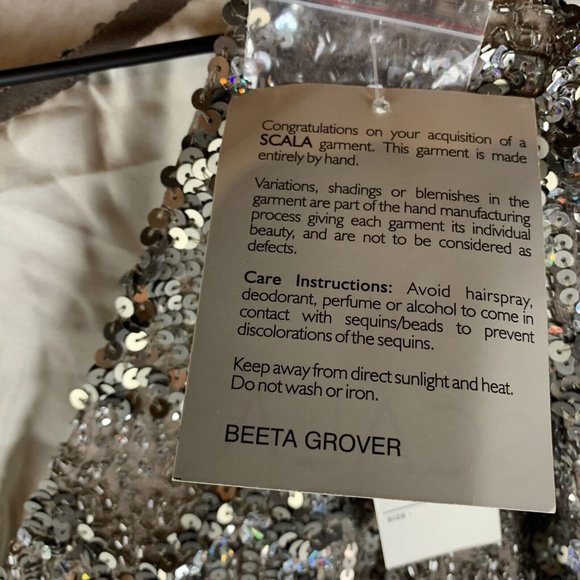 Congratulations on your acquisition of a
SCALA garment. This garment is made
entirely by hand.
Variations, shadings or blemishes in the
garment are part of the hand manufacturing
process giving each garment its individual
beauty, and are not to be considered as
defects.
Care Instructions: Avoid hairspray,
deodorant, perfume or alcohol to come in
contact with sequins/beads to prevent
discolorations of the sequins.
Keep away from direct sunlight and heat.
Do not wash or iron.
BEETA GROVER